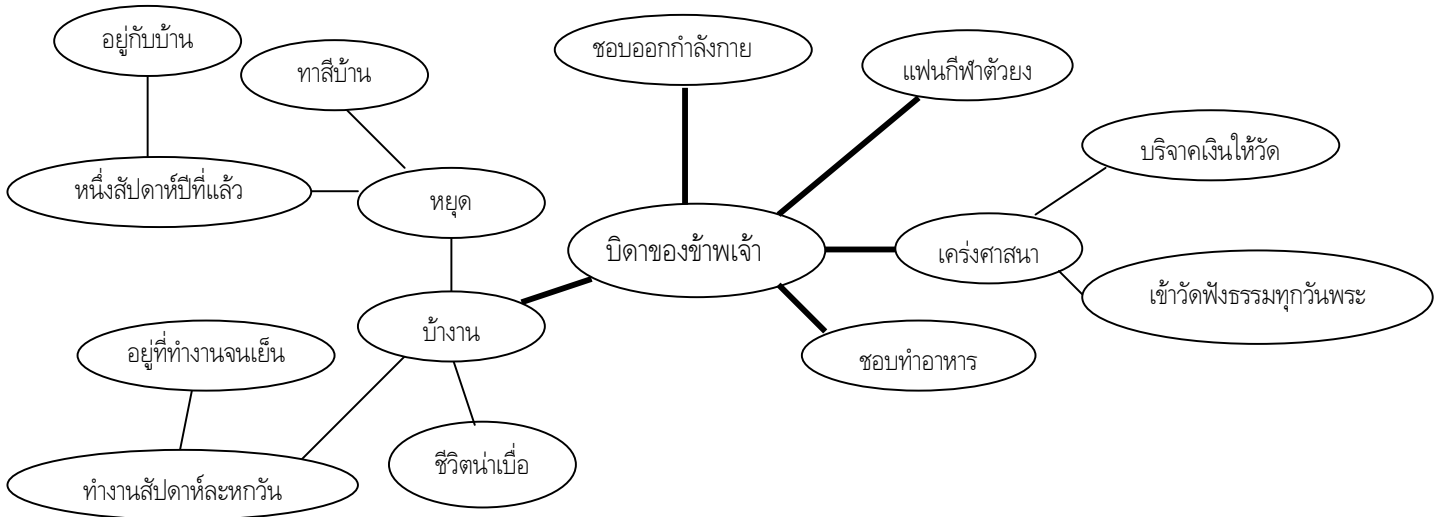 อยู่กับบ้าน
ทาสีบ้าน
ชอบออกกำลังกาย
แฟนกีฬาตัวยง
บริจาคเงินให้วัด
หนึ่งสัปดาห์ปีที่แล้ว
หยุด
บิดาของข้าพเจ้า
เคร่งศาสนา
เข้าวัดฟังธรรมทุกวันพระ
บ้างาน
อยู่ที่ทำงานจนเย็น
ชอบทำอาหาร
ชีวิตน่าเบื่อ
ทำงานสัปดาห์ละหกวัน